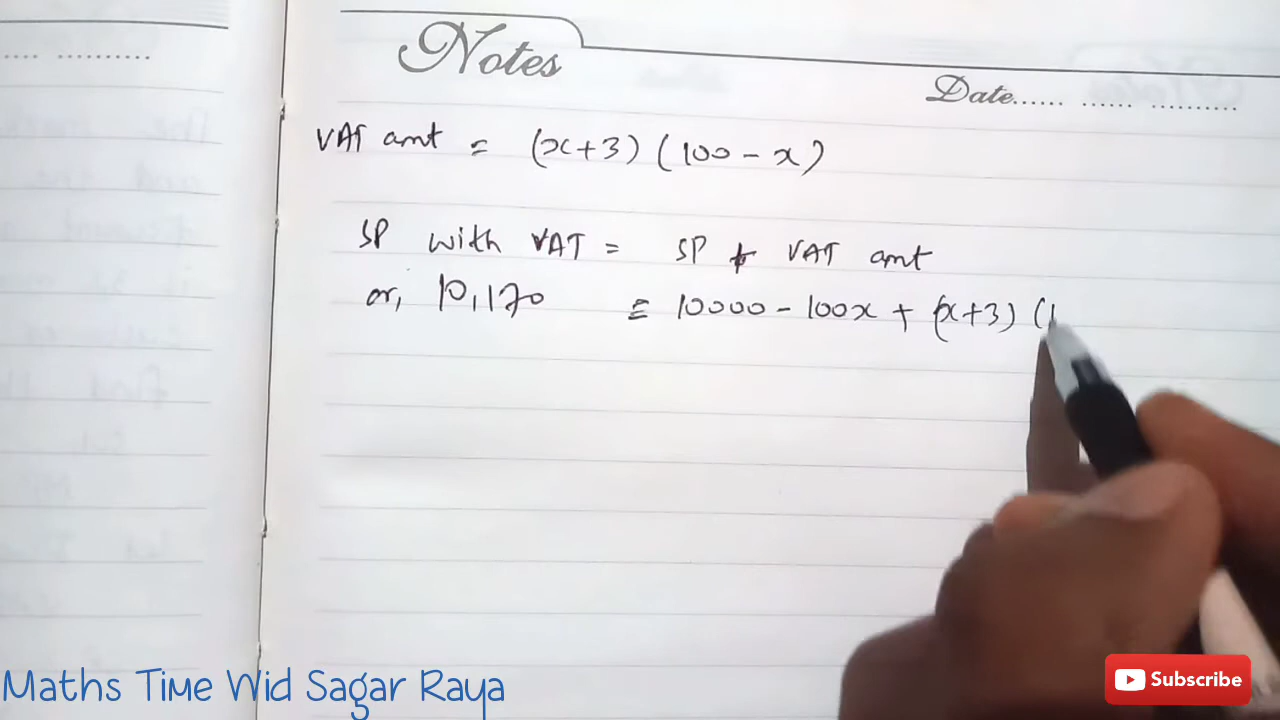 Notes
Date...... ...... ..........
VAT amt = (x+3) (100 - x)
SP with VAT = SP + VAT amt
or, 10,170 = 10000 - 100x + (x+3) (1
Maths Time Wid Sagar Raya
Subscribe